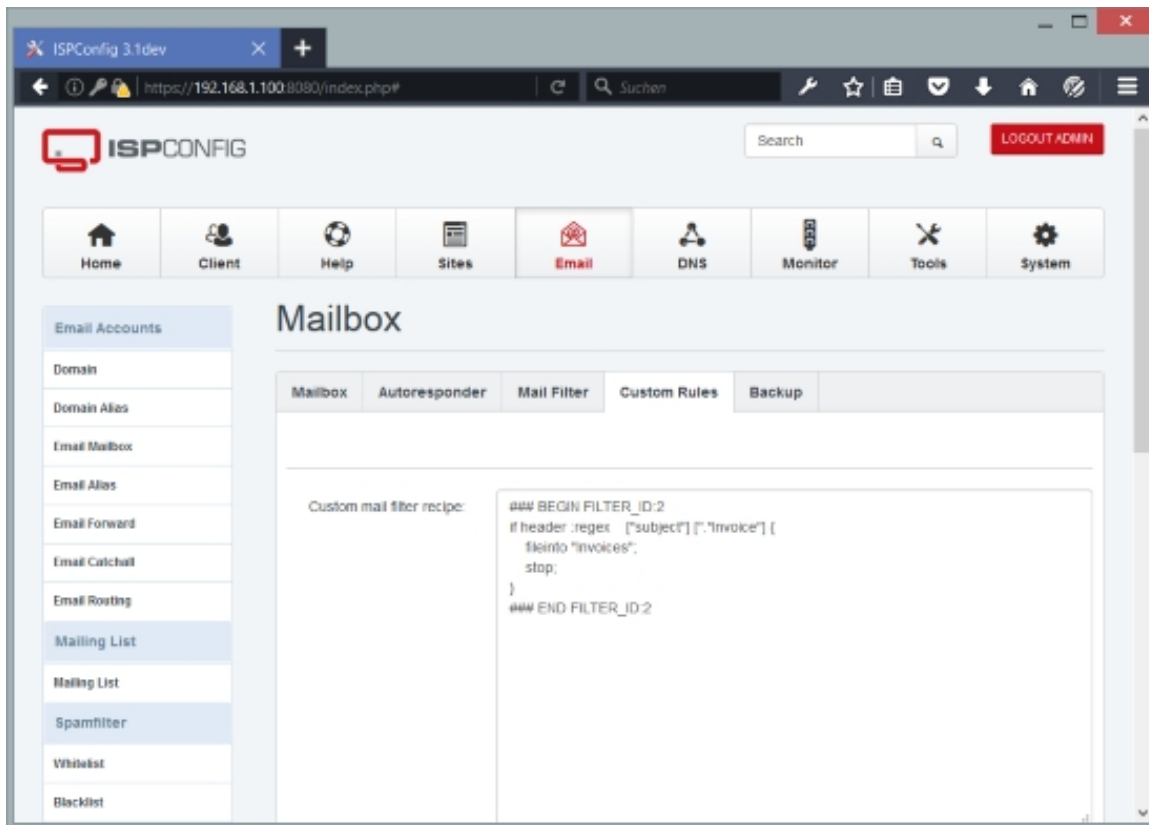 ISPConfig 3.1dev
https://192.168.1.100:8080/index.php#
Suchen
ISPCONFIG
Search
LOGOUT ADMIN
Home
Client
Help
Sites
Email
DNS
Monitor
Tools
System
Email Accounts
Domain
Domain Alias
Email Mailbox
Email Alias
Email Forward
Email Catchall
Email Routing
Mailing List
Mailing List
Spamfilter
Whitelist
Blacklist
Mailbox
Mailbox Autoresponder Mail Filter Custom Rules Backup
Custom mail filter recipe:
### BEGIN FILTER_ID:2
if header :regex ["subject"] [".*Invoice"] {
fileinto "Invoices";
stop;
}
### END FILTER_ID:2